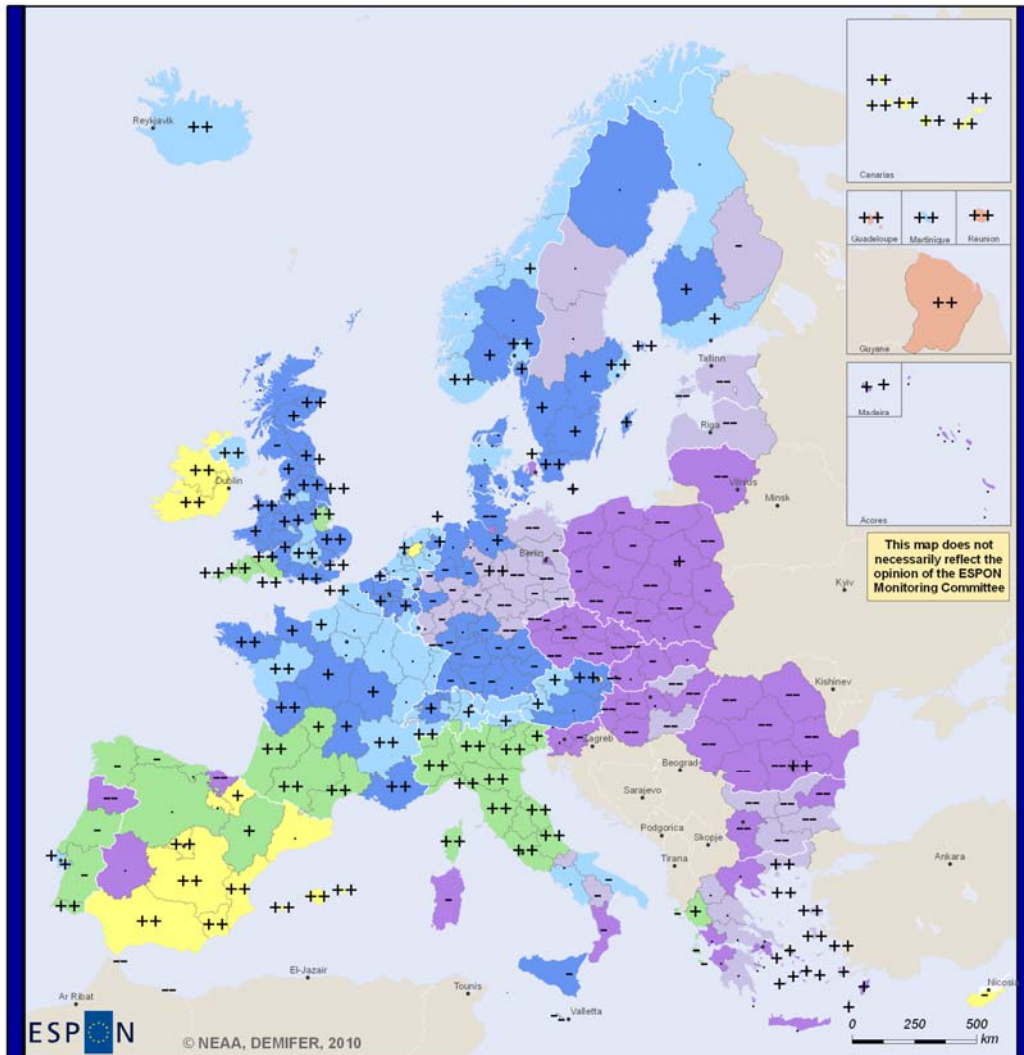 Reykjavik
Canarias
Guadeloupe
Martinique
Reunion
Guyane
Madeira
Acores
This map does not
necessarily reflect the
opinion of the ESPON
Monitoring Committee
Tallinn
Riga
Vilnius
Minsk
Dublin
Berlin
Kyiv
Kishinev
Zagreb
Beograd
Sarajevo
Podgorica
Skopje
Tirana
Ankara
El-Jazair
Tounis
Ar Ribat
Valletta
Nicosia
ESPON
© NEAA, DEMIFER, 2010
0 250 500
km